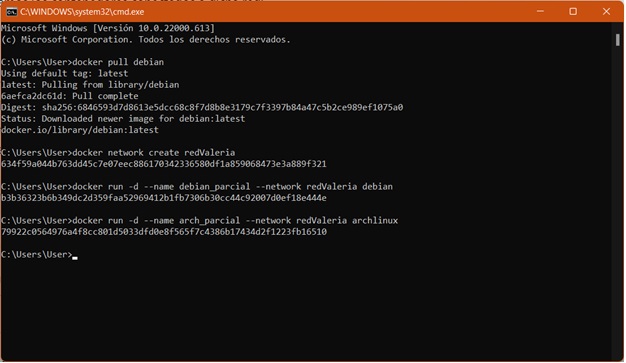 C:\WINDOWS\system32\cmd.exe
Microsoft Windows [Versión 10.0.22000.613]
(c) Microsoft Corporation. Todos los derechos reservados.
C:\Users\User>docker pull debian
Using default tag: latest
latest: Pulling from library/debian
6aefca2dc61d: Pull complete
Digest: sha256:6846593d7d8613e5dcc68c8f7d8b8e3179c7f3397b84a47c5b2ce989ef1075a0
Status: Downloaded newer image for debian:latest
docker.io/library/debian:latest
C:\Users\User>docker network create redValeria
634f59a044b763dd45c7e07eec886170342336580df1a859068473e3a889f321
C:\Users\User>docker run -d --name debian_parcial --network redValeria debian
b3b36323b6b349dc2d359faa52969412b1fb7306b30cc44c92007d0ef18e444e
C:\Users\User>docker run -d --name arch_parcial --network redValeria archlinux
79922c0564976a4f8cc801d5033dfd0e8f565f7c4386b17434d2f1223fb16510
C:\Users\User>